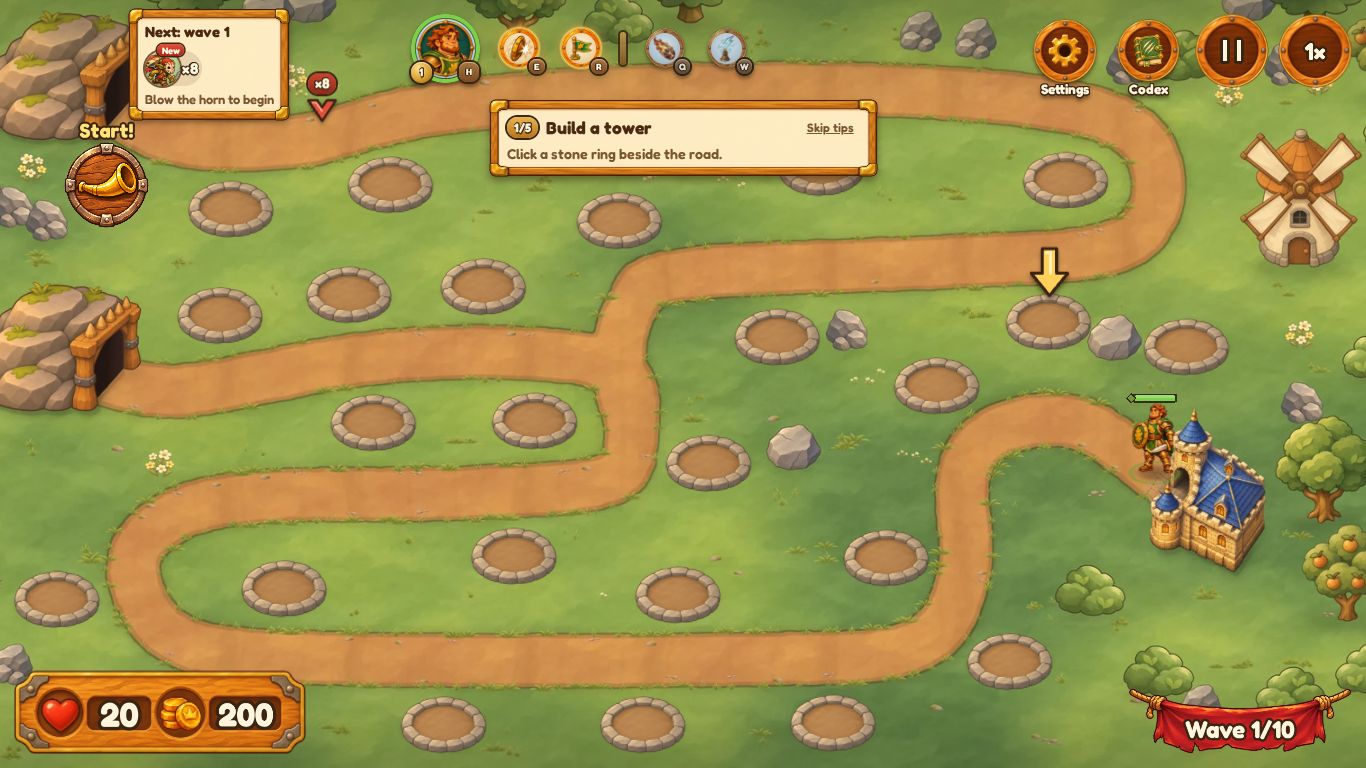 Next: wave 1
New
x8
Blow the horn to begin
Start!
x8
1
H
E
R
Q
W
1/5 Build a tower
Skip tips
Click a stone ring beside the road.
Settings
Codex
1x
20
200
Wave 1/10